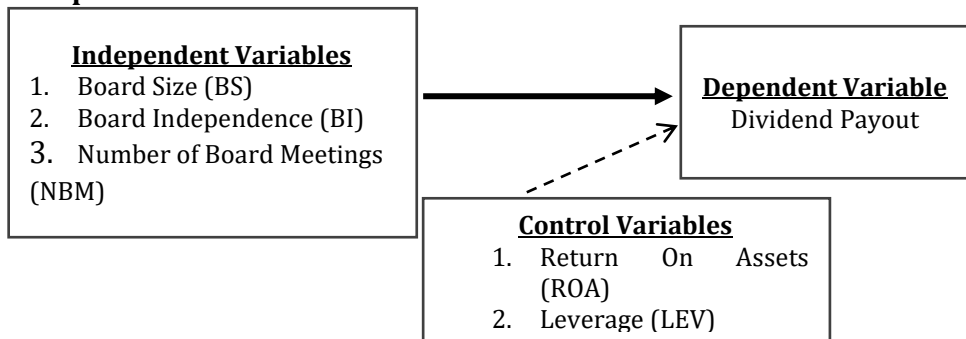 Independent Variables
1. Board Size (BS)
2. Board Independence (BI)
3. Number of Board Meetings
(NBM)
Dependent Variable
Dividend Payout
Control Variables
1. Return On Assets
(ROA)
2. Leverage (LEV)